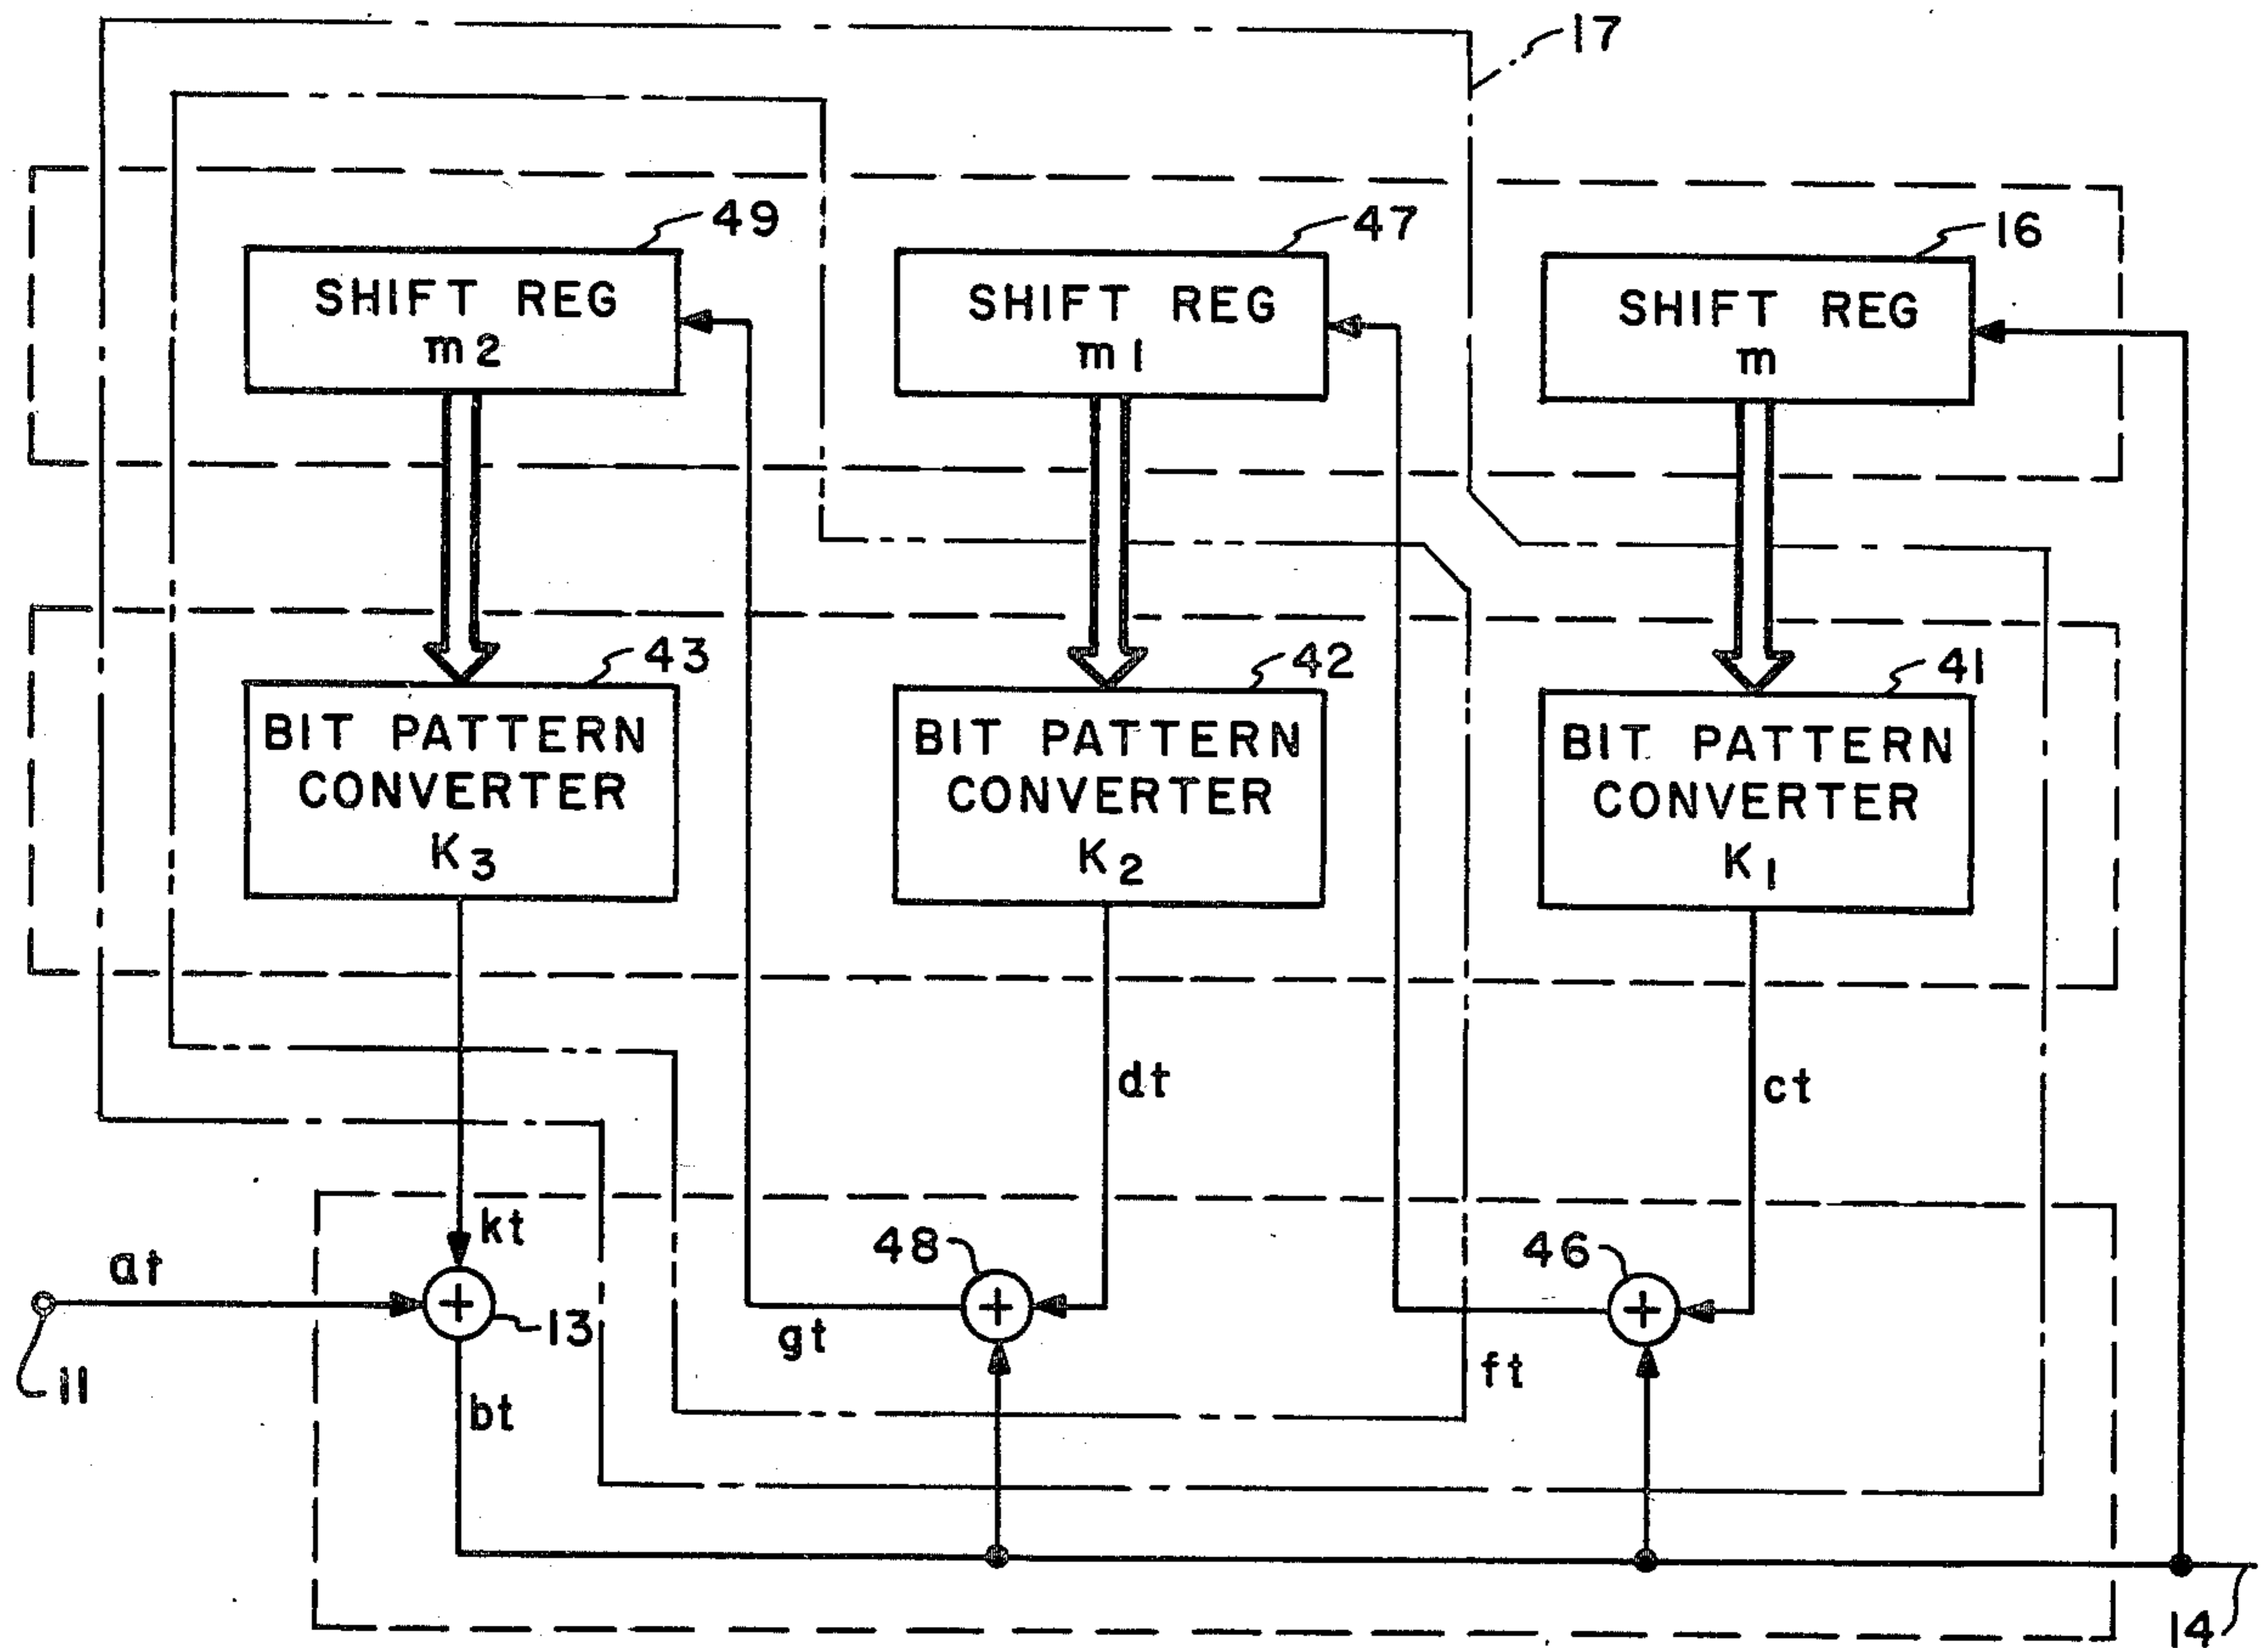 17
49
47
16
SHIFT REG
m2
SHIFT REG
m1
SHIFT REG
m
43
42
41
BIT PATTERN
CONVERTER
K3
BIT PATTERN
CONVERTER
K2
BIT PATTERN
CONVERTER
K1
dt
ct
kt
48
46
at
13
gt
ft
11
bt
14